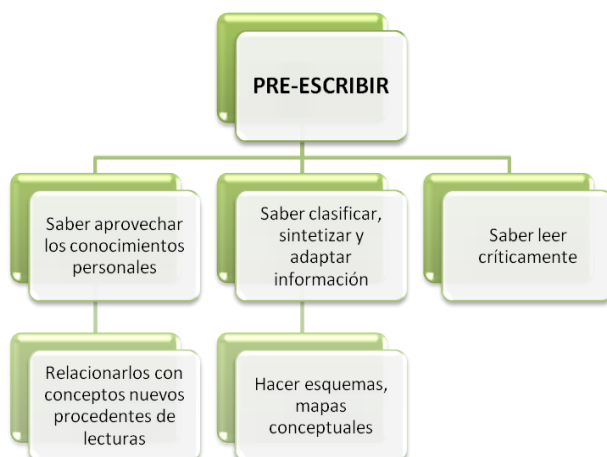 PRE-ESCRIBIR
Saber aprovechar
los conocimientos
personales
Saber clasificar,
sintetizar y
adaptar
información
Saber leer
críticamente
Relacionarlos con
conceptos nuevos
procedentes de
lecturas
Hacer esquemas,
mapas
conceptuales